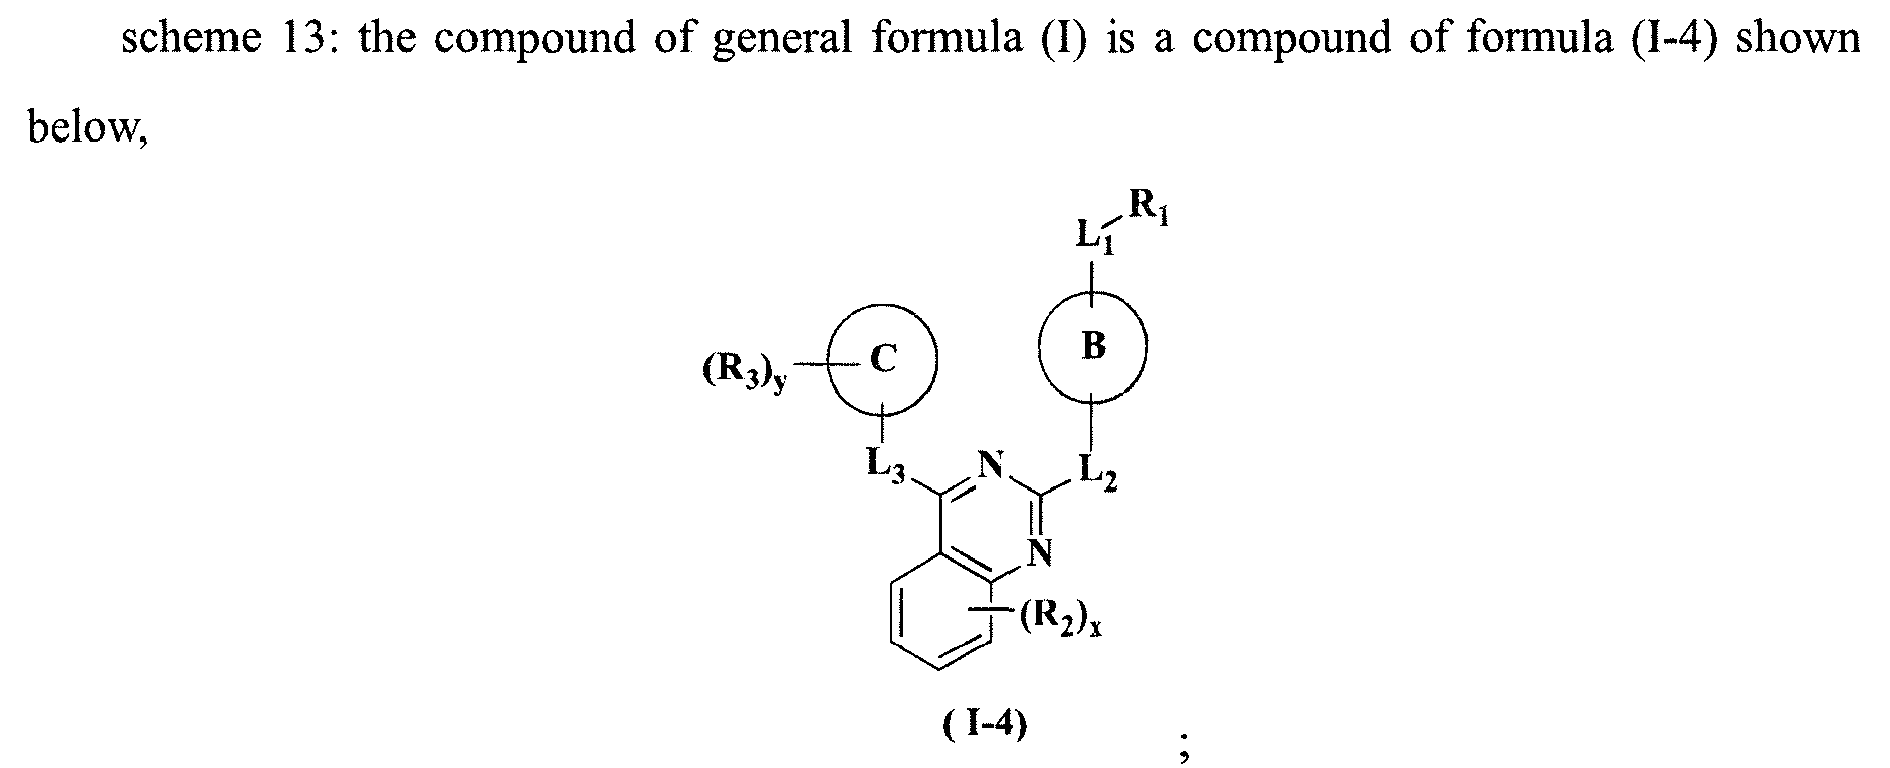 scheme 13: the compound of general formula (I) is a compound of formula (I-4) shown
below,
R1
L1
B
C
(R3)y
L3
N
L2
N
(R2)x
( I-4)
;